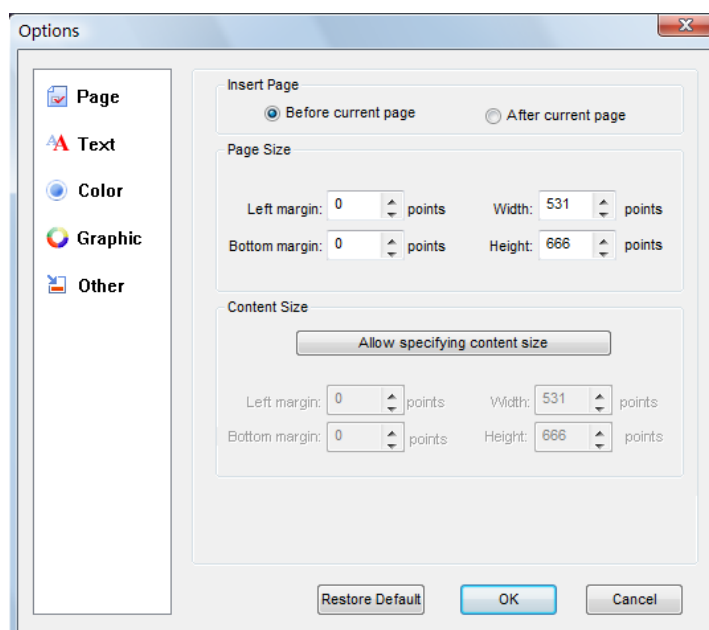 Options
Page
Text
Color
Graphic
Other
Insert Page
Before current page After current page
Page Size
Left margin: 0 points Width: 531 points
Bottom margin: 0 points Height: 666 points
Content Size
Allow specifying content size
Left margin: 0 points Width: 531 points
Bottom margin: 0 points Height: 666 points
Restore Default OK Cancel